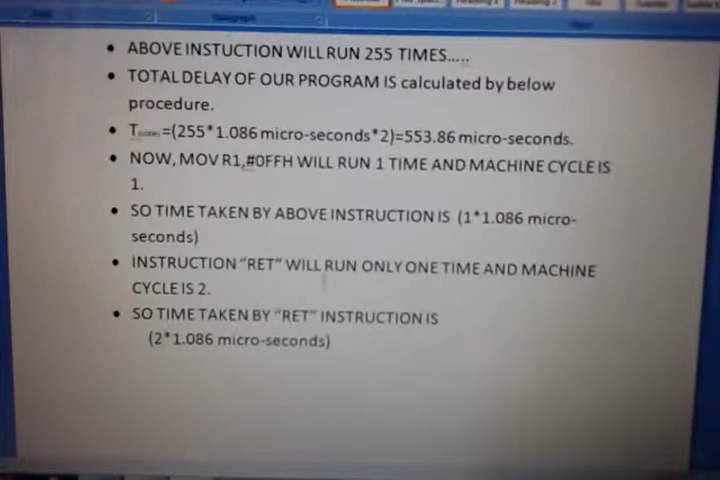 • ABOVE INSTUCTION WILL RUN 255 TIMES.....
• TOTAL DELAY OF OUR PROGRAM IS calculated by below
procedure.
• T =(255*1.086 micro-seconds*2)=553.86 micro-seconds.
• NOW, MOV R1,#0FFH WILL RUN 1 TIME AND MACHINE CYCLE IS
1.
• SO TIME TAKEN BY ABOVE INSTRUCTION IS (1*1.086 micro-
seconds)
• INSTRUCTION "RET" WILL RUN ONLY ONE TIME AND MACHINE
CYCLE IS 2.
• SO TIME TAKEN BY "RET" INSTRUCTION IS
(2*1.086 micro-seconds)